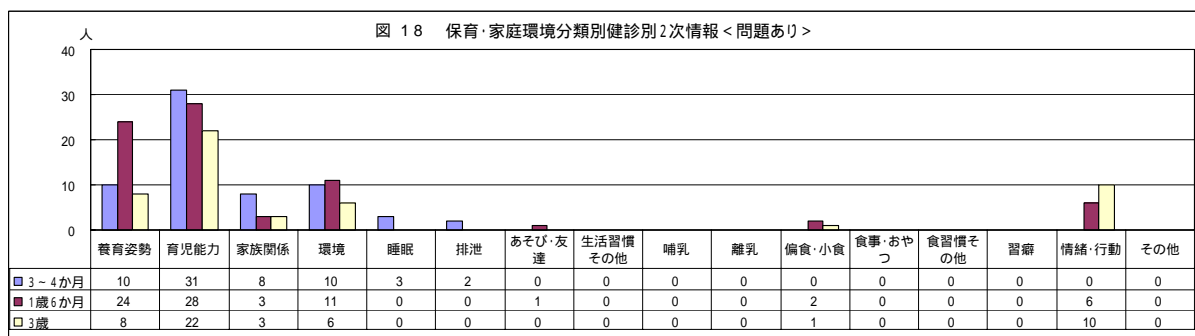 図 18 保育･家庭環境分類別健診別2次情報<問題あり>
人
40
30
20
10
0
養育姿勢 育児能力 家族関係 環境 睡眠 排泄 あそび･友達 生活習慣その他 哺乳 離乳 偏食･小食 食事･おやつ 食習慣その他 習癖 情緒･行動 その他
3～4か月 10 31 8 10 3 2 0 0 0 0 0 0 0 0 0 0
1歳6か月 24 28 3 11 0 0 1 0 0 0 2 0 0 0 6 0
3歳 8 22 3 6 0 0 0 0 0 0 1 0 0 0 10 0